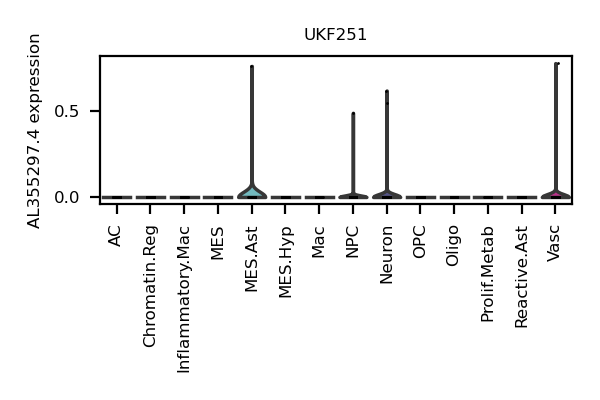 UKF251
AL355297.4 expression
0.5
0.0
AC
Chromatin.Reg
Inflammatory.Mac
MES
MES.Ast
MES.Hyp
Mac
NPC
Neuron
OPC
Oligo
Prolif.Metab
Reactive.Ast
Vasc